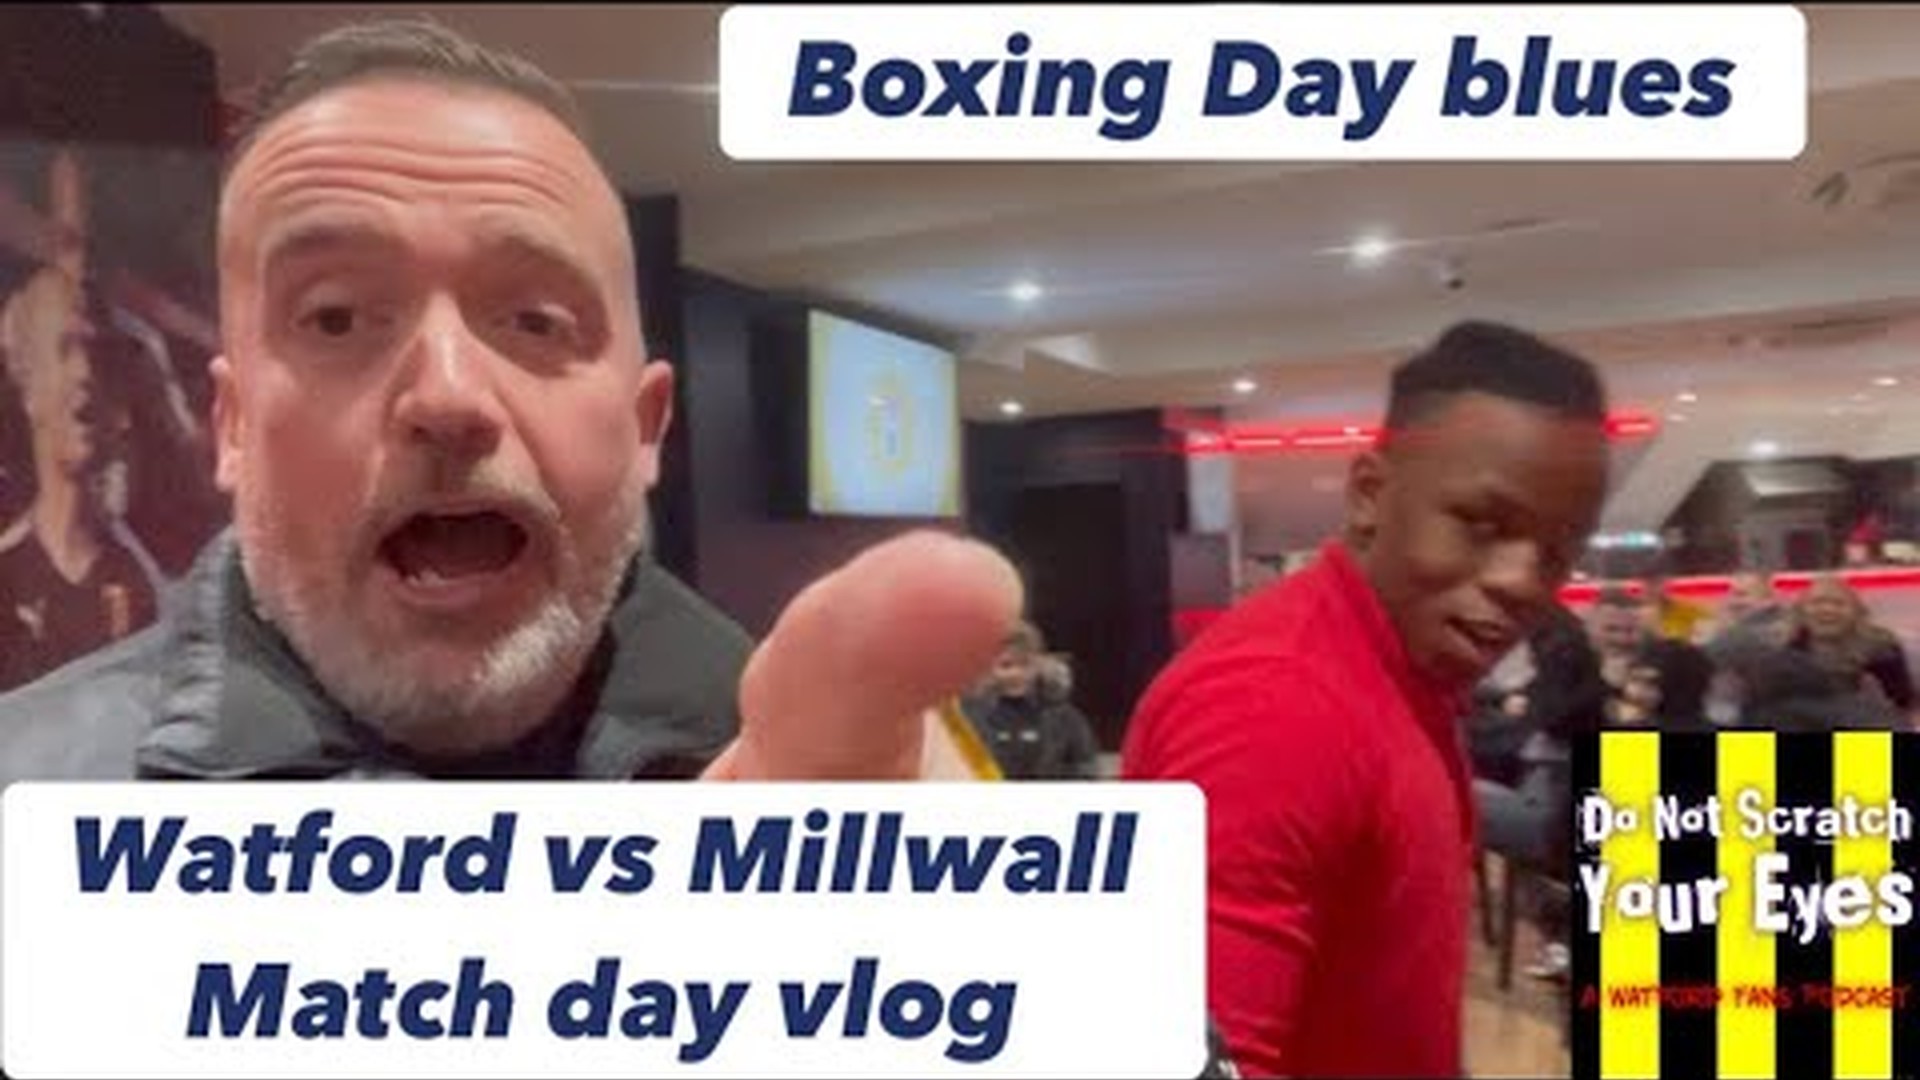 Boxing Day blues
Watford vs Millwall
Match day vlog
Do Not Scratch
Your Eyes
A WATFORD FANS PODCAST